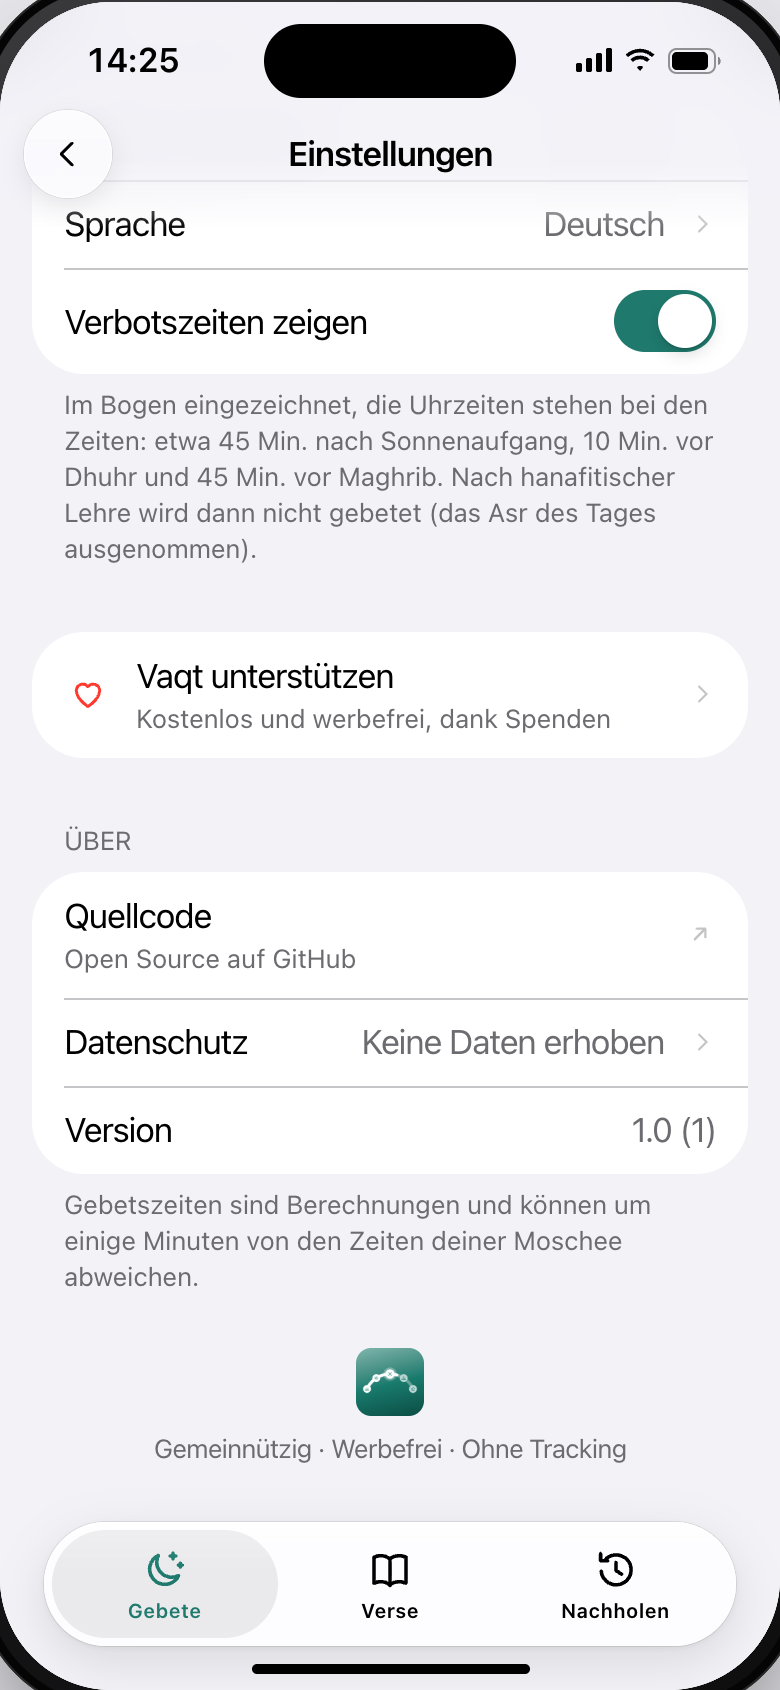 14:25
Einstellungen
Sprache
Deutsch
Verbotszeiten zeigen
Im Bogen eingezeichnet, die Uhrzeiten stehen bei den
Zeiten: etwa 45 Min. nach Sonnenaufgang, 10 Min. vor
Dhuhr und 45 Min. vor Maghrib. Nach hanafitischer
Lehre wird dann nicht gebetet (das Asr des Tages
ausgenommen).
Vaqt unterstützen
Kostenlos und werbefrei, dank Spenden
ÜBER
Quellcode
Open Source auf GitHub
Datenschutz
Keine Daten erhoben
Version
1.0 (1)
Gebetszeiten sind Berechnungen und können um
einige Minuten von den Zeiten deiner Moschee
abweichen.
Gemeinnützig · Werbefrei · Ohne Tracking
Gebete
Verse
Nachholen